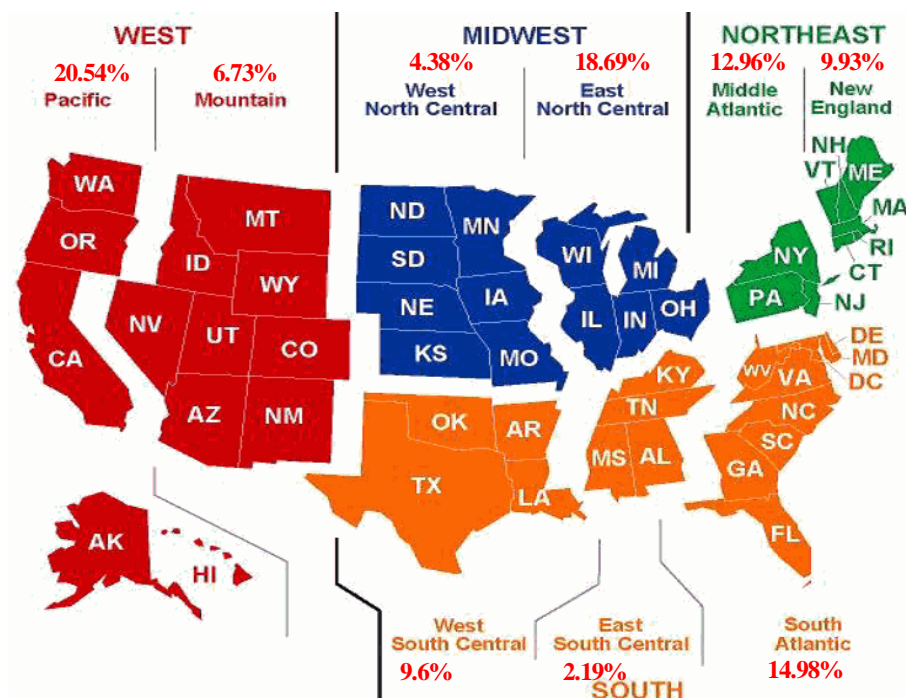 WEST
MIDWEST
NORTHEAST
20.54%
6.73%
4.38%
18.69%
12.96%
9.93%
Pacific
Mountain
West
North Central
East
North Central
Middle
Atlantic
New
England
NH
VT
ME
WA
MT
ND
MN
MA
OR
ID
SD
WI
MI
NY
RI
CT
WY
NE
IA
PA
NJ
NV
UT
CO
IL
IN
OH
CA
KS
MO
DE
MD
DC
KY
WV
VA
AZ
NM
OK
AR
TN
NC
SC
TX
LA
MS
AL
GA
FL
AK
HI
West
South Central
East
South Central
South
Atlantic
9.6%
2.19%
14.98%
SOUTH